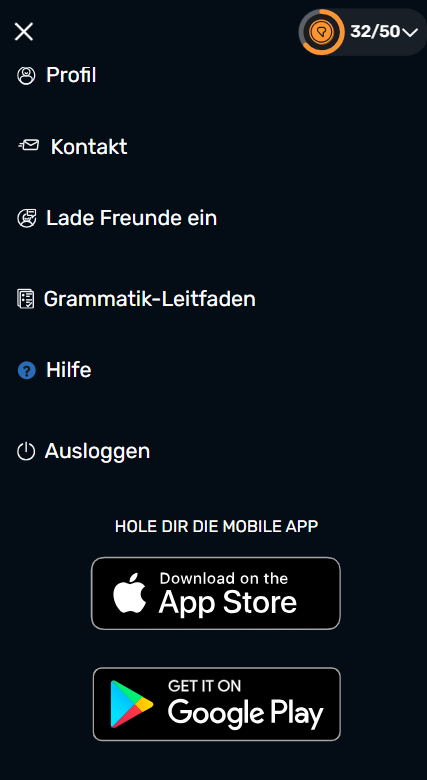 32/50
Profil
Kontakt
Lade Freunde ein
Grammatik-Leitfaden
Hilfe
Ausloggen
HOLE DIR DIE MOBILE APP
Download on the
App Store
GET IT ON
Google Play